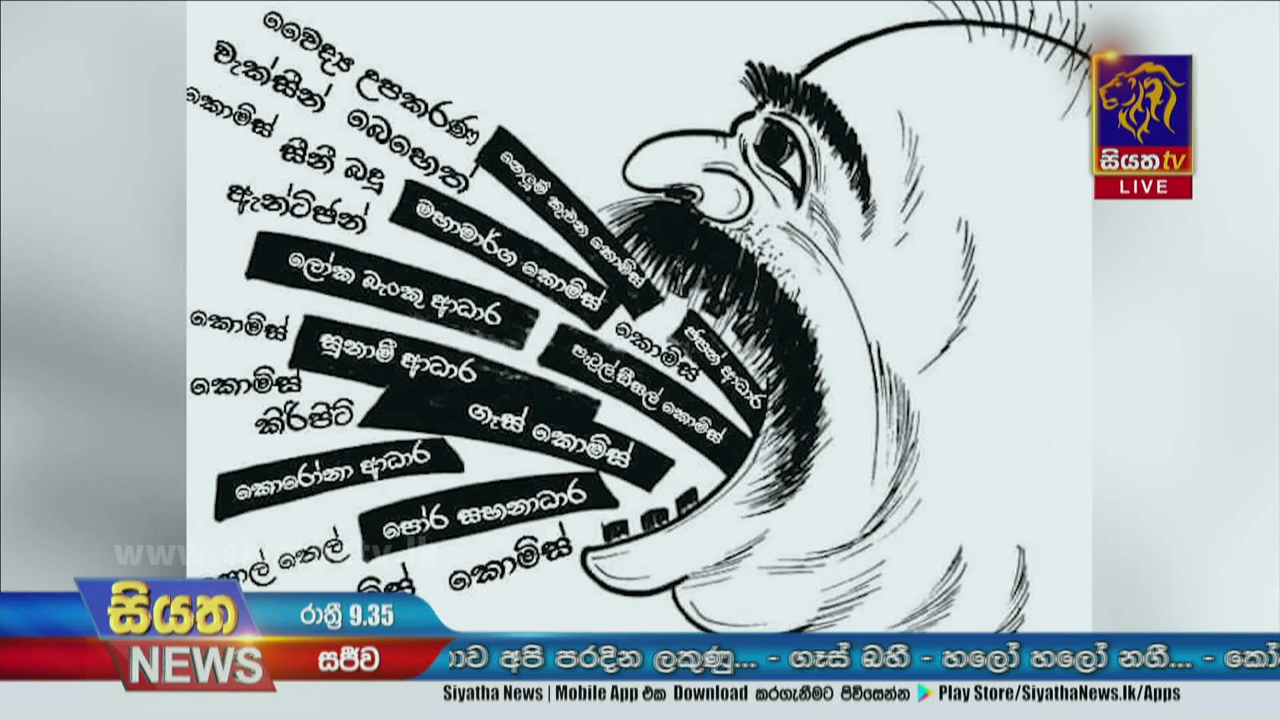 වෛද්‍ය උපකරණ
වැක්සීන් බෙහෙත්
කොමිස්
සීනි බදු
ඇන්ටිජන්
නෙලුම් කුළුන කොමිස්
මහාමාර්ග කොමිස්
ලෝක බැංකු ආධාර
කොමිස්
ජපන් ආධාර
කොමිස්
සුනාමි ආධාර
පැට්‍රල් ඩීසල් කොමිස්
කොමිස්
කිරිපිටි
ගෑස් කොමිස්
කොරෝනා ආධාර
පෝර සහනාධාර
තෙල්
කොමිස්
සියත tv
LIVE
සියත
NEWS
රාත්‍රී 9.35
සජීව
අපි පරදින ලකුණු... - ගෑස් බහී - හලෝ හලෝ නගී... -
Siyatha News | Mobile App එක Download කරගැනීමට පිවිසෙන්න Play Store/SiyathaNews.lk/Apps